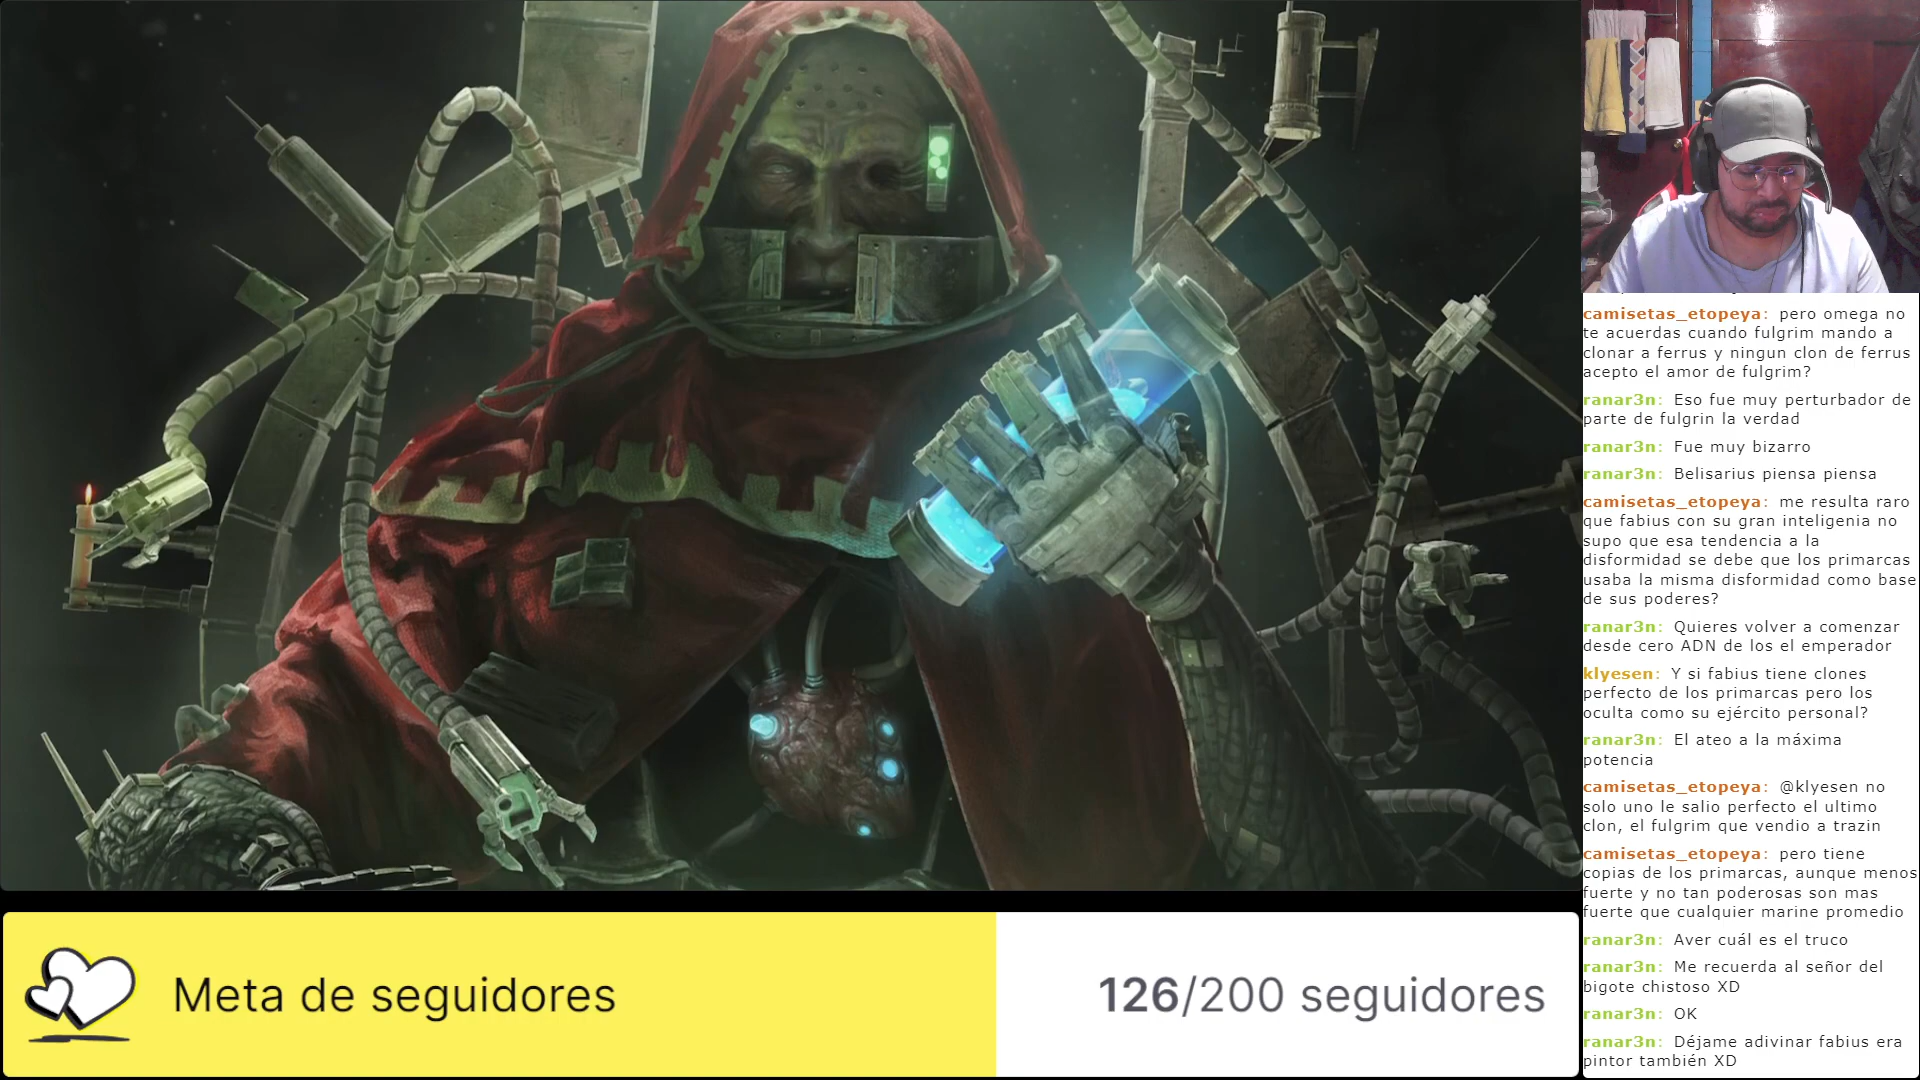 camisetas_etopeya: pero omega no
te acuerdas cuando fulgrim mando a
clonar a ferrus y ningun clon de ferrus
acepto el amor de fulgrim?
ranar3n: Eso fue muy perturbador de
parte de fulgrin la verdad
ranar3n: Fue muy bizarro
ranar3n: Belisarius piensa piensa
camisetas_etopeya: me resulta raro
que fabius con su gran inteligenia no
supo que esa tendencia a la
disformidad se debe que los primarcas
usaba la misma disformidad como base
de sus poderes?
ranar3n: Quieres volver a comenzar
desde cero ADN de los el emperador
klyesen: Y si fabius tiene clones
perfecto de los primarcas pero los
oculta como su ejército personal?
ranar3n: El ateo a la máxima
potencia
camisetas_etopeya: @klyesen no
solo uno le salio perfecto el ultimo
clon, el fulgrim que vendio a trazin
camisetas_etopeya: pero tiene
copias de los primarcas, aunque menos
fuerte y no tan poderosas son mas
fuerte que cualquier marine promedio
ranar3n: Aver cuál es el truco
ranar3n: Me recuerda al señor del
bigote chistoso XD
ranar3n: OK
ranar3n: Déjame adivinar fabius era
pintor también XD
Meta de seguidores
126/200 seguidores